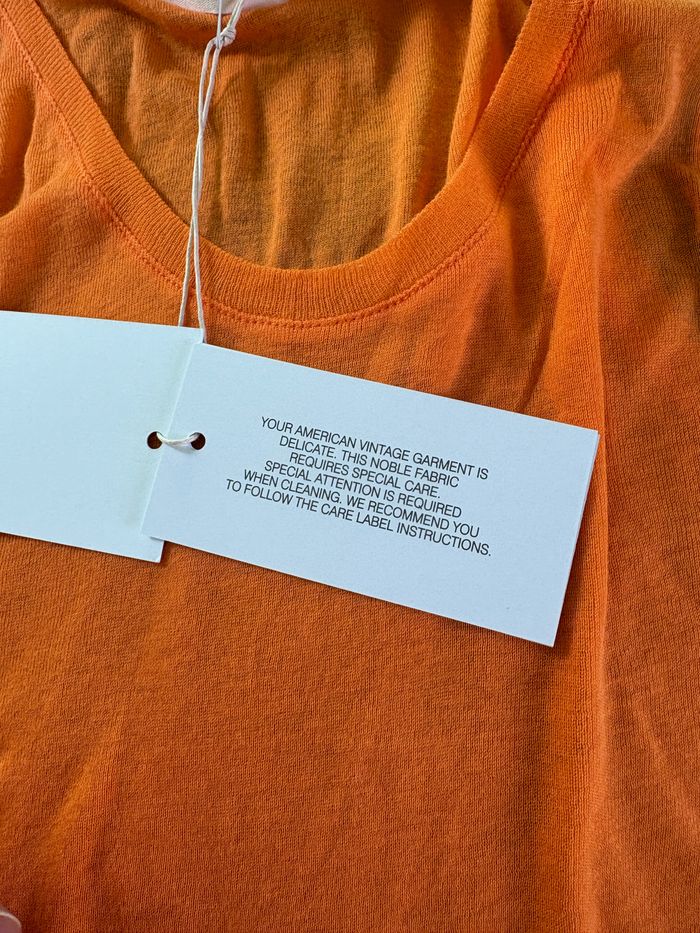 YOUR AMERICAN VINTAGE GARMENT IS
DELICATE. THIS NOBLE FABRIC
REQUIRES SPECIAL CARE.
SPECIAL ATTENTION IS REQUIRED
WHEN CLEANING. WE RECOMMEND YOU
TO FOLLOW THE CARE LABEL INSTRUCTIONS.